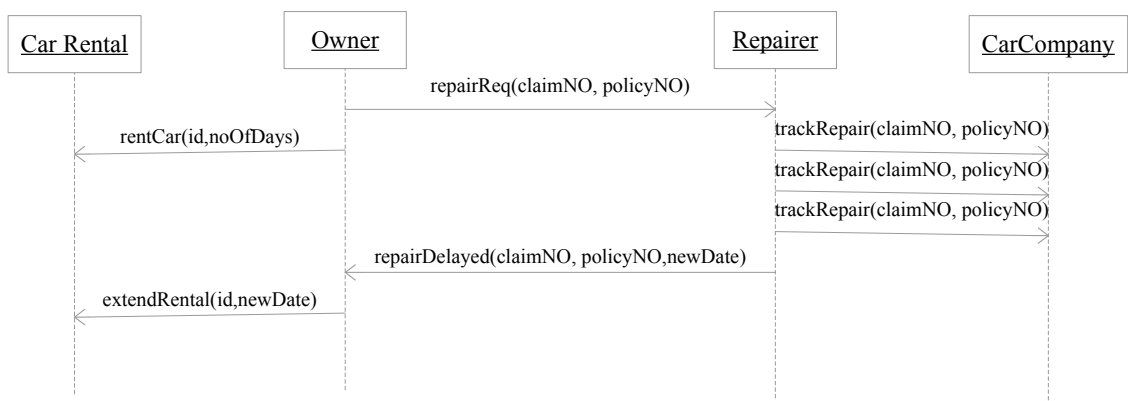 Car Rental
Owner
Repairer
CarCompany
repairReq(claimNO, policyNO)
rentCar(id,noOfDays)
trackRepair(claimNO, policyNO)
trackRepair(claimNO, policyNO)
trackRepair(claimNO, policyNO)
repairDelayed(claimNO, policyNO,newDate)
extendRental(id,newDate)